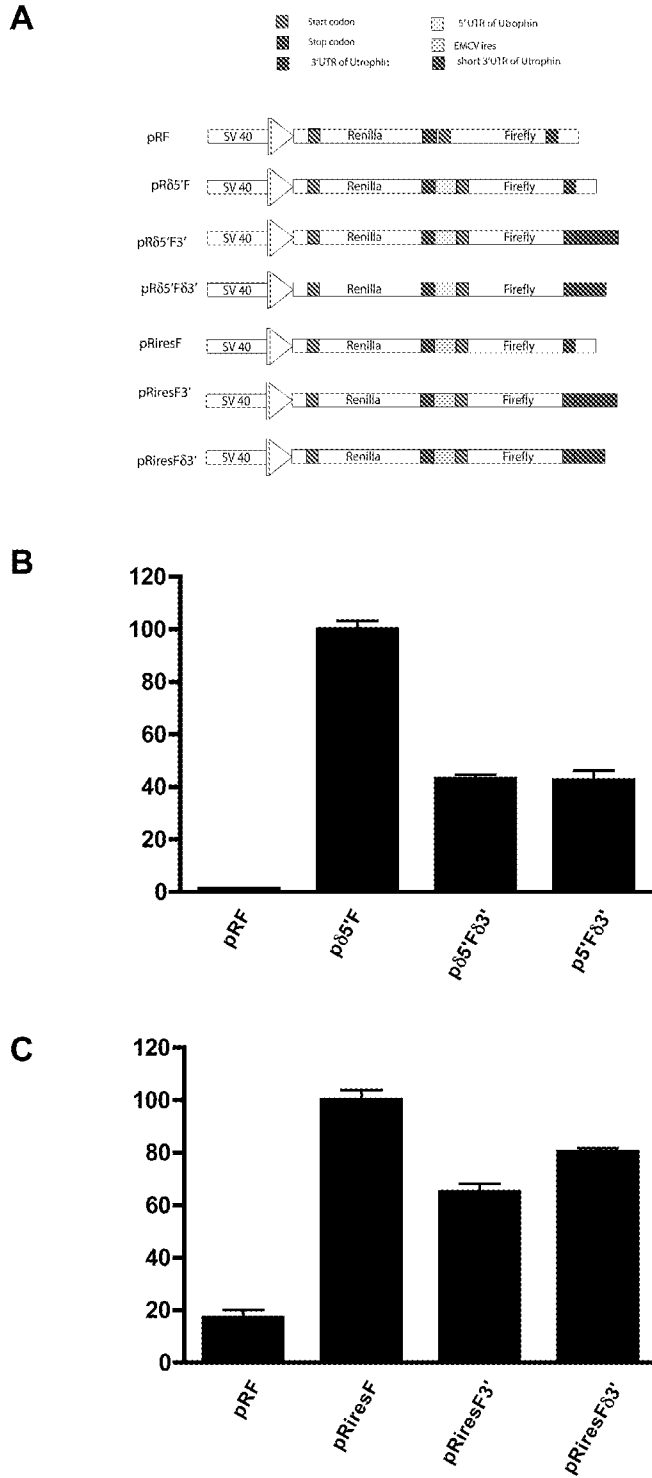 A
Start codon
5'UTR of Utrophin
Stop codon
EMCV ires
3'UTR of Utrophin
short 3'UTR of Utrophin
pRF
SV 40
Renilla
Firefly
pRδ5'F
SV 40
Renilla
Firefly
pRδ5'F3'
SV 40
Renilla
Firefly
pRδ5'Fδ3'
SV 40
Renilla
Firefly
pRiresF
SV 40
Renilla
Firefly
pRiresF3'
SV 40
Renilla
Firefly
pRiresFδ3'
SV 40
Renilla
Firefly
B
120
100
80
60
40
20
0
pRF
pδ5'F
pδ5'Fδ3'
p5'Fδ3'
C
120
100
80
60
40
20
0
pRF
pRiresF
pRiresF3'
pRiresFδ3'